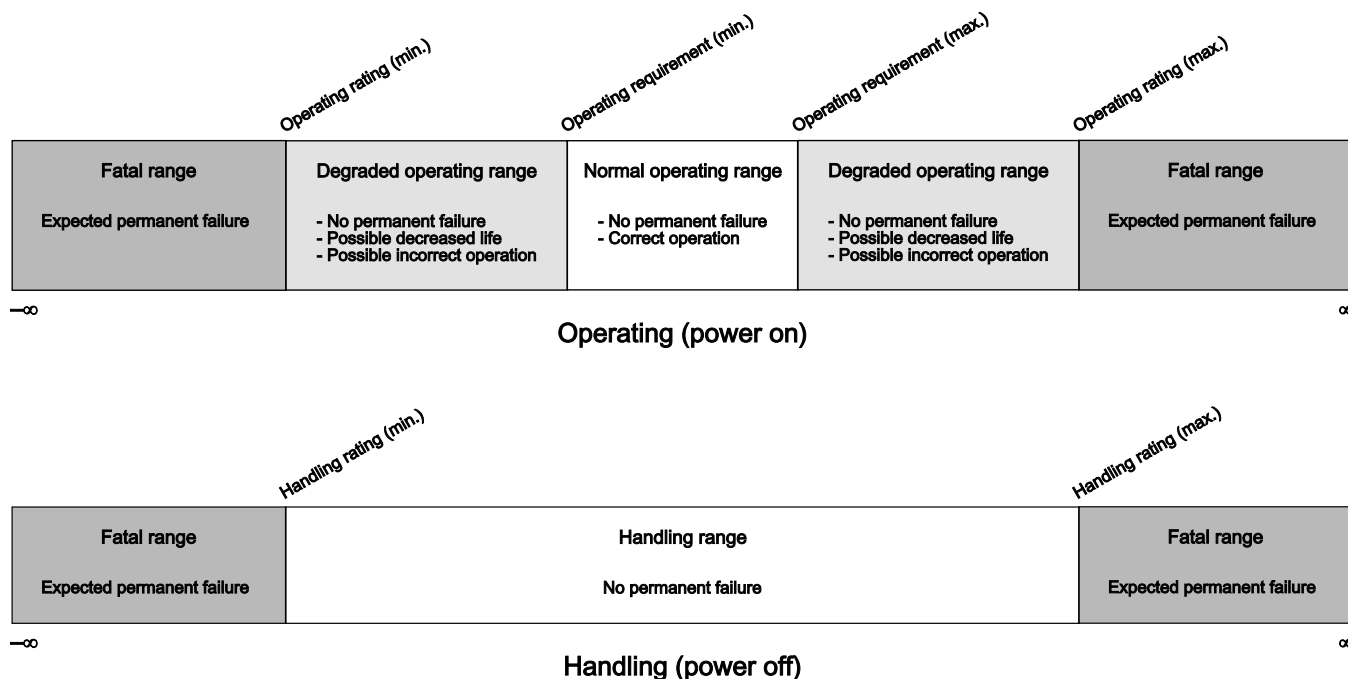 Operating rating (min.)
Operating requirement (min.)
Operating requirement (max.)
Operating rating (max.)
Fatal range
Expected permanent failure
Degraded operating range
- No permanent failure
- Possible decreased life
- Possible incorrect operation
Normal operating range
- No permanent failure
- Correct operation
Degraded operating range
- No permanent failure
- Possible decreased life
- Possible incorrect operation
Fatal range
Expected permanent failure
–∞
∞
Operating (power on)
Handling rating (min.)
Handling rating (max.)
Fatal range
Expected permanent failure
Handling range
No permanent failure
Fatal range
Expected permanent failure
–∞
∞
Handling (power off)